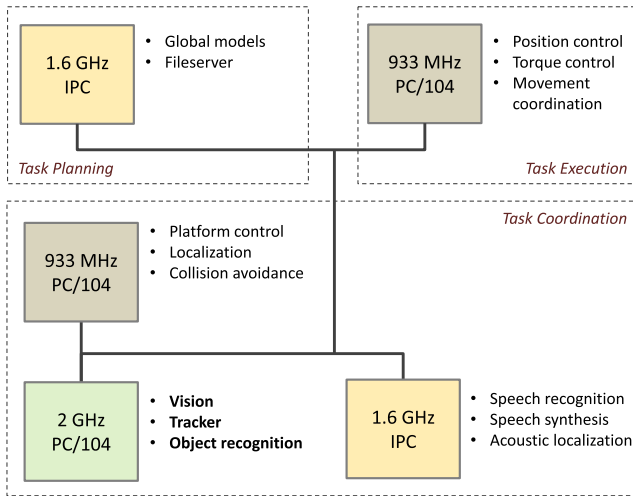 1.6 GHz
IPC
• Global models
• Fileserver
Task Planning
933 MHz
PC/104
• Position control
• Torque control
• Movement
coordination
Task Execution
Task Coordination
933 MHz
PC/104
• Platform control
• Localization
• Collision avoidance
2 GHz
PC/104
• Vision
• Tracker
• Object recognition
1.6 GHz
IPC
• Speech recognition
• Speech synthesis
• Acoustic localization